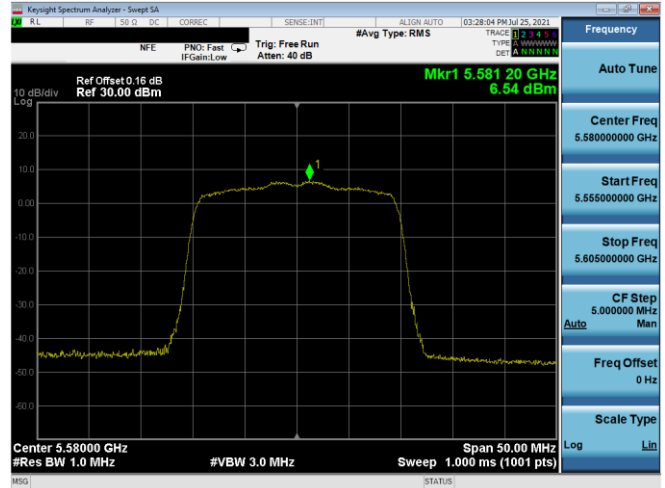 Keysight Spectrum Analyzer - Swept SA
RL RF 50 Ω DC CORREC SENSE:INT ALIGN AUTO 03:28:04 PM Jul 25, 2021
#Avg Type: RMS TRACE 1 2 3 4 5 6
TYPE A WWWWW
DET A NNNNN
NFE PNO: Fast Trig: Free Run
IFGain:Low Atten: 40 dB
Frequency
Auto Tune
Mkr1 5.581 20 GHz
6.54 dBm
Ref Offset 0.16 dB
10 dB/div Ref 30.00 dBm
Log
20.0
10.0
0.00
-10.0
-20.0
-30.0
-40.0
-50.0
-60.0
1
Center Freq
5.580000000 GHz
Start Freq
5.555000000 GHz
Stop Freq
5.605000000 GHz
CF Step
5.000000 MHz
Auto Man
Freq Offset
0 Hz
Scale Type
Log Lin
Center 5.58000 GHz Span 50.00 MHz
#Res BW 1.0 MHz #VBW 3.0 MHz Sweep 1.000 ms (1001 pts)
MSG STATUS